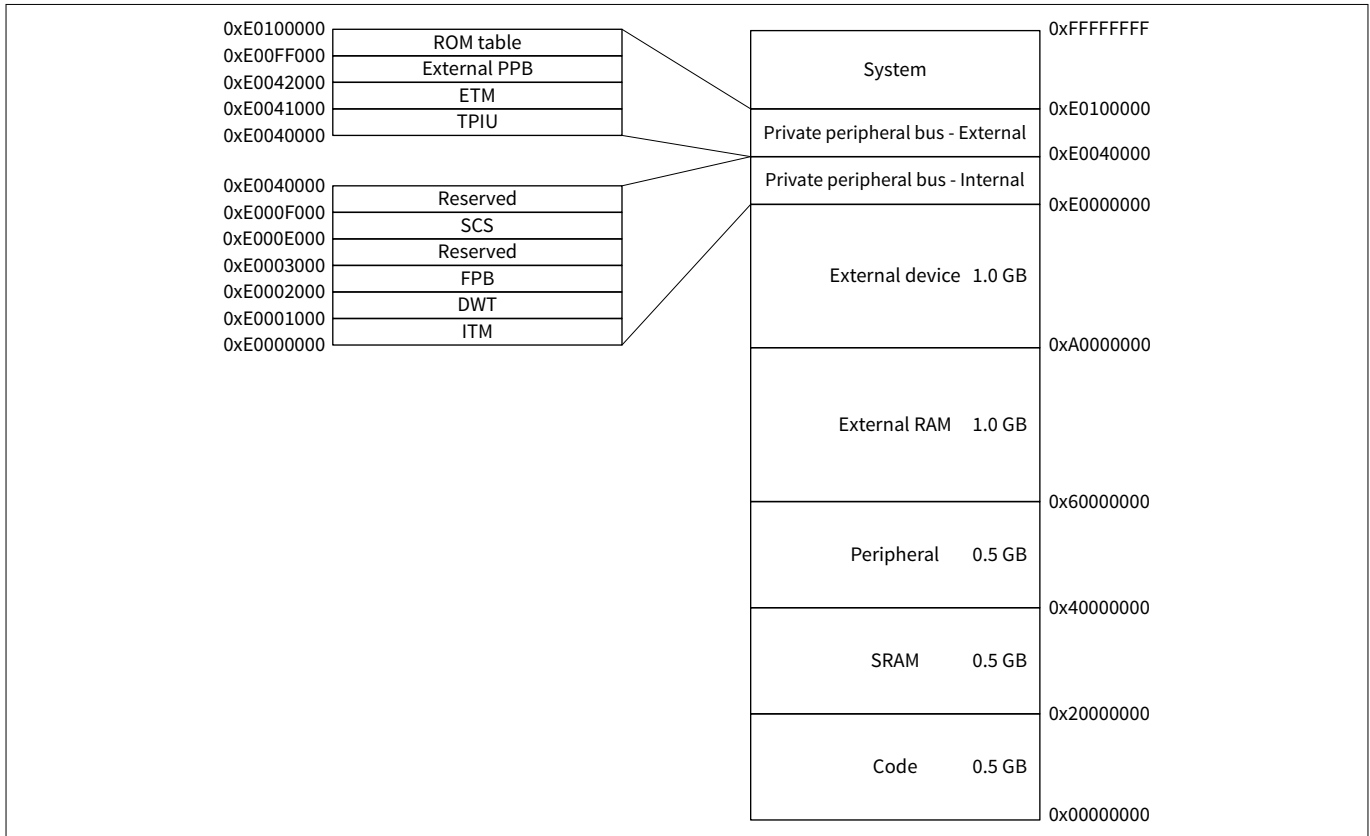 0xE0100000
ROM table
0xE00FF000
External PPB
0xE0042000
ETM
0xE0041000
TPIU
0xE0040000
0xE0040000
Reserved
0xE000F000
SCS
0xE000E000
Reserved
0xE0003000
FPB
0xE0002000
DWT
0xE0001000
ITM
0xE0000000
0xFFFFFFFF
System
0xE0100000
Private peripheral bus - External
0xE0040000
Private peripheral bus - Internal
0xE0000000
External device 1.0 GB
0xA0000000
External RAM 1.0 GB
0x60000000
Peripheral 0.5 GB
0x40000000
SRAM 0.5 GB
0x20000000
Code 0.5 GB
0x00000000